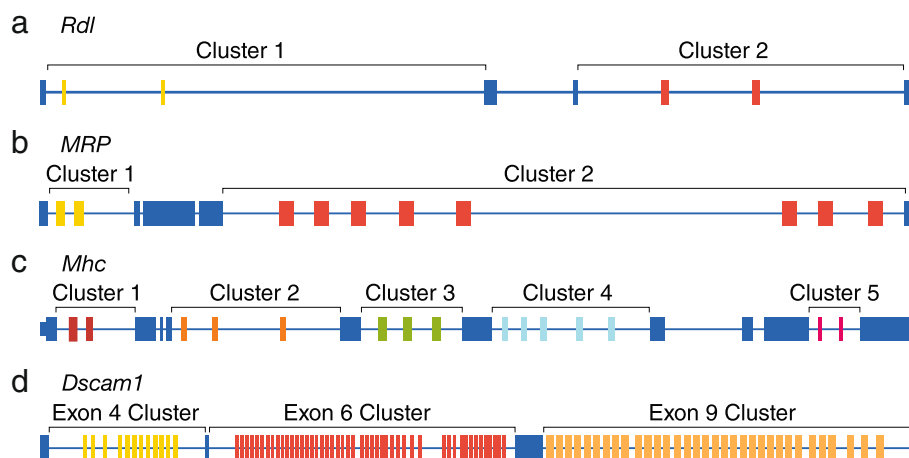 a Rdl
Cluster 1 Cluster 2
b MRP
Cluster 1 Cluster 2
c Mhc
Cluster 1 Cluster 2 Cluster 3 Cluster 4 Cluster 5
d Dscam1
Exon 4 Cluster Exon 6 Cluster Exon 9 Cluster